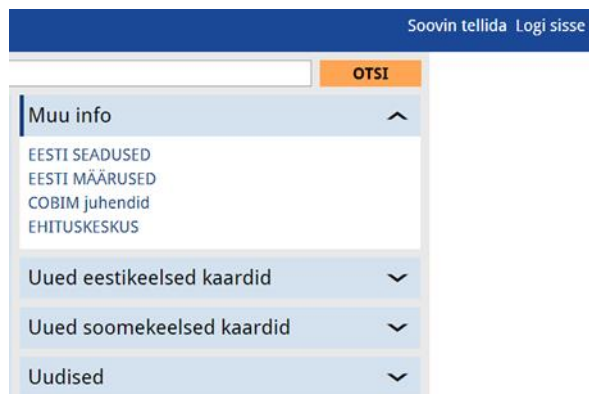 Soovin tellida Logi sisse
OTSI
Muu info
EESTI SEADUSED
EESTI MÄÄRUSED
COBIM juhendid
EHITUSKESKUS
Uued eestikeelsed kaardid
Uued soomekeelsed kaardid
Uudised